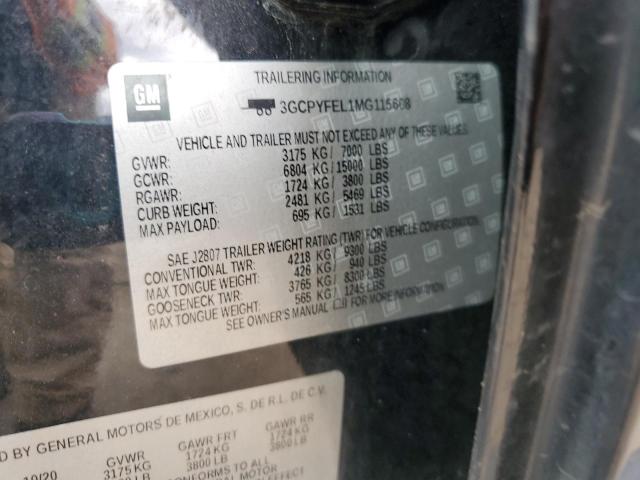 GM
TRAILERING INFORMATION
3GCPYFEL1MG115608
VEHICLE AND TRAILER MUST NOT EXCEED ANY LIMITS
GVWR: 3175 KG/ 7000 LBS
GCWR: 6804 KG/ 15000 LBS
RGAWR: 1724 KG/ 3800 LBS
CURB WEIGHT: 2481 KG/ 5469 LBS
MAX PAYLOAD: 695 KG/ 1531 LBS
SAE J2807 TRAILER WEIGHT RATING (TWR) FOR VEHICLE CONFIGURATION:
CONVENTIONAL TWR: 4218 KG/ 9300 LBS
MAX TONGUE WEIGHT: 426 KG/ 940 LBS
GOOSENECK TWR: 3765 KG/ 8300 LBS
MAX TONGUE WEIGHT: 565 KG/ 1245 LBS
SEE OWNER'S MANUAL FOR MORE INFORMATION
D BY GENERAL MOTORS DE MEXICO, S. DE R.L. DE C.V.
10/20 GVWR GAWR FRT GAWR RR
3175 KG 1724 KG 1724 KG
LB 3800 LB 3800 LB
CONFORMS TO ALL
MOTOR
EFFECT